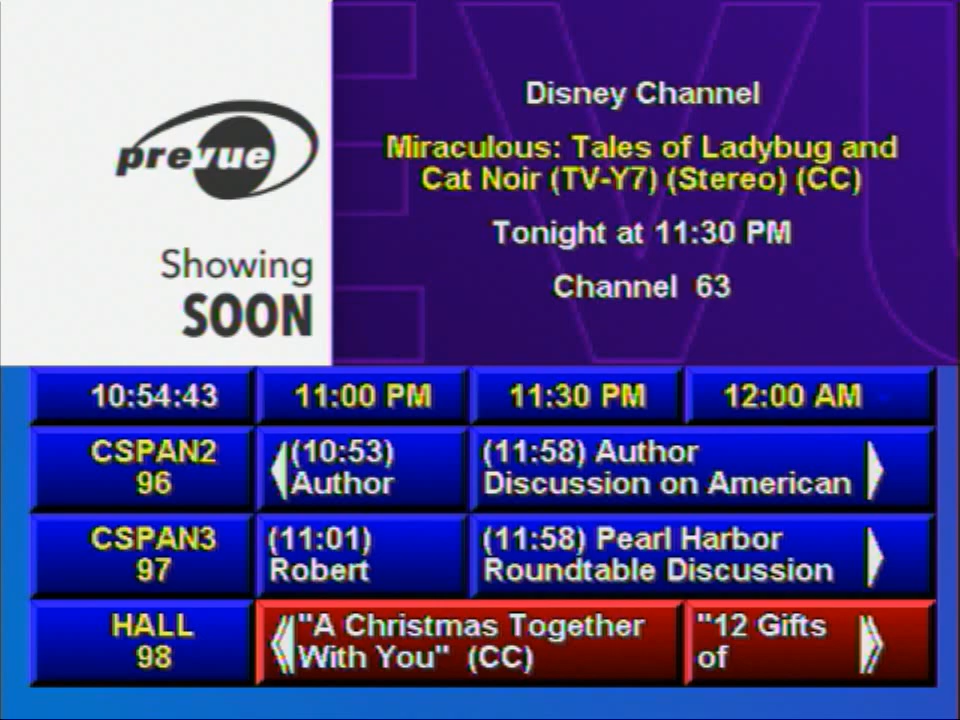 prevue
Showing
SOON
Disney Channel
Miraculous: Tales of Ladybug and
Cat Noir (TV-Y7) (Stereo) (CC)
Tonight at 11:30 PM
Channel 63
10:54:43
11:00 PM
11:30 PM
12:00 AM
CSPAN2
96
(10:53)
Author
(11:58) Author
Discussion on American
CSPAN3
97
(11:01)
Robert
(11:58) Pearl Harbor
Roundtable Discussion
HALL
98
"A Christmas Together
With You" (CC)
"12 Gifts
of